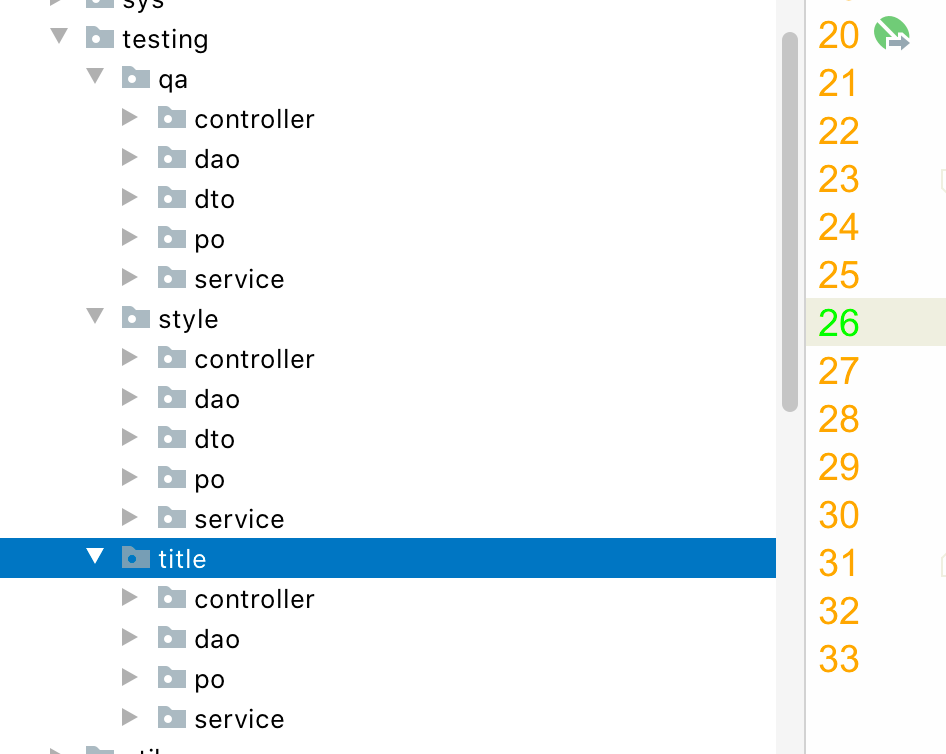 sys
testing
qa
controller
dao
dto
po
service
style
controller
dao
dto
po
service
title
controller
dao
po
service
20
21
22
23
24
25
26
27
28
29
30
31
32
33